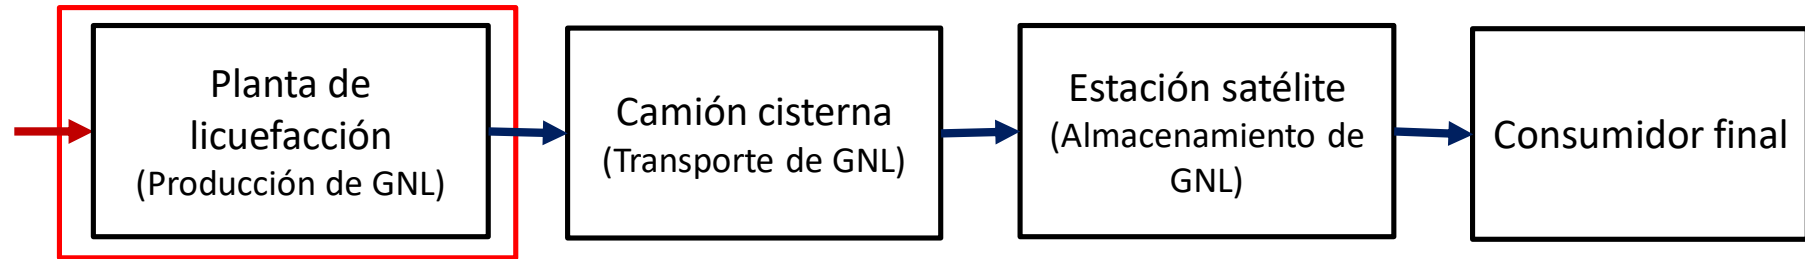 Planta de
licuefacción
(Producción de GNL)
Camión cisterna
(Transporte de GNL)
Estación satélite
(Almacenamiento de
GNL)
Consumidor final